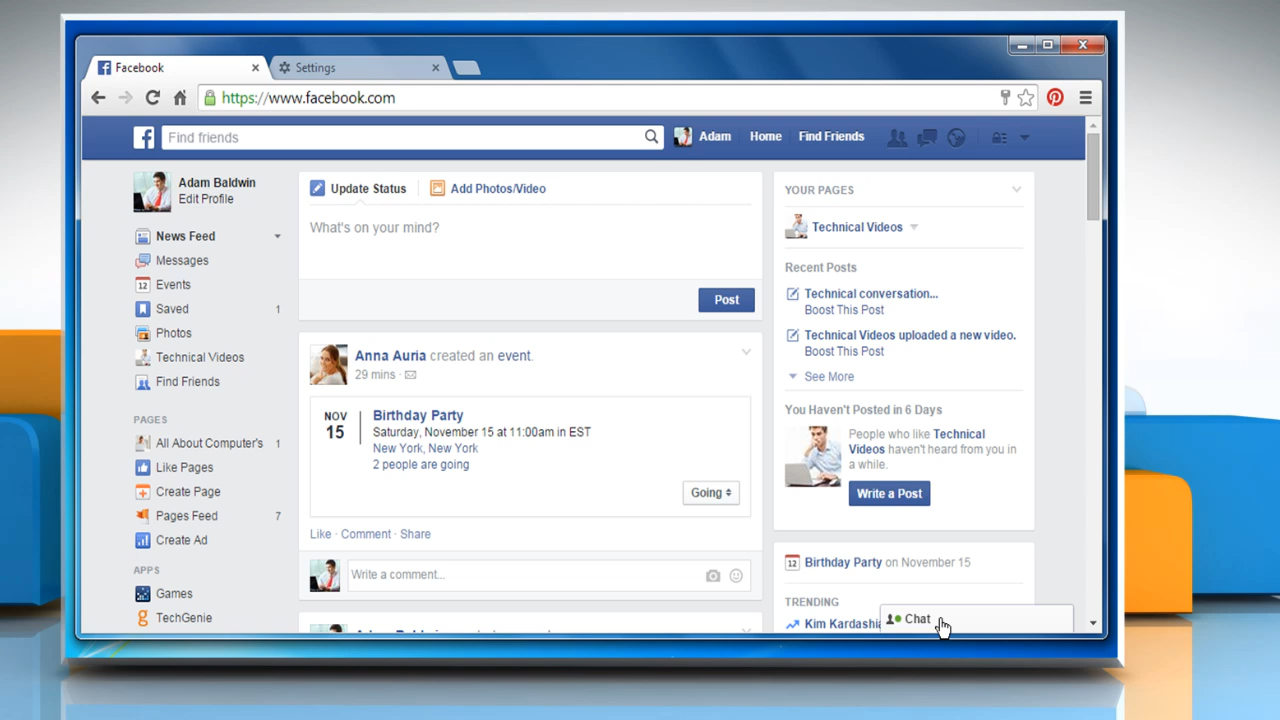 Facebook
Settings
https://www.facebook.com
Find friends
Adam
Home
Find Friends
Adam Baldwin
Edit Profile
News Feed
Messages
12 Events
Saved 1
Photos
Technical Videos
Find Friends
PAGES
All About Computer's 1
Like Pages
Create Page
Pages Feed 7
Create Ad
APPS
Games
TechGenie
Update Status
Add Photos/Video
What's on your mind?
Post
Anna Auria created an event.
29 mins ·
NOV
15
Birthday Party
Saturday, November 15 at 11:00am in EST
New York, New York
2 people are going
Going
Like · Comment · Share
Write a comment...
YOUR PAGES
Technical Videos
Recent Posts
Technical conversation...
Boost This Post
Technical Videos uploaded a new video.
Boost This Post
See More
You Haven't Posted in 6 Days
People who like Technical
Videos haven't heard from you in
a while.
Write a Post
12 Birthday Party on November 15
TRENDING
Kim Kardashi
Chat